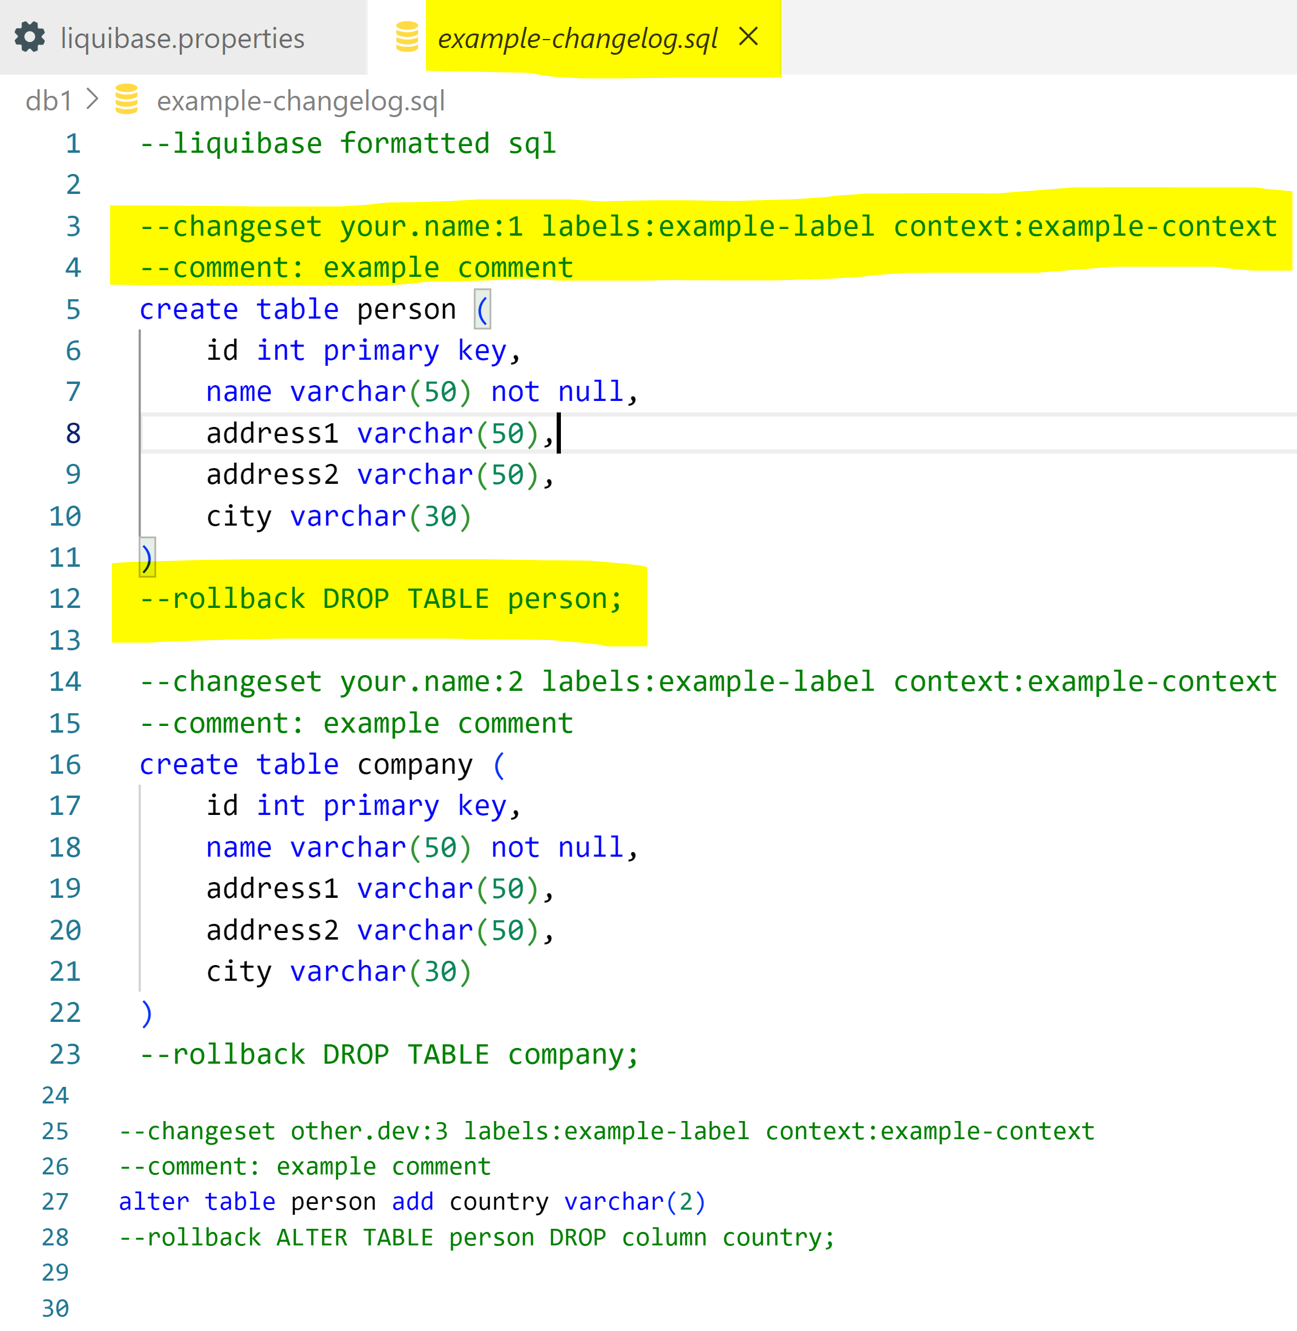 liquibase.properties example-changelog.sql
db1 > example-changelog.sql
1 --liquibase formatted sql
2
3 --changeset your.name:1 labels:example-label context:example-context
4 --comment: example comment
5 create table person (
6 id int primary key,
7 name varchar(50) not null,
8 address1 varchar(50),
9 address2 varchar(50),
10 city varchar(30)
11 )
12 --rollback DROP TABLE person;
13
14 --changeset your.name:2 labels:example-label context:example-context
15 --comment: example comment
16 create table company (
17 id int primary key,
18 name varchar(50) not null,
19 address1 varchar(50),
20 address2 varchar(50),
21 city varchar(30)
22 )
23 --rollback DROP TABLE company;
24
25 --changeset other.dev:3 labels:example-label context:example-context
26 --comment: example comment
27 alter table person add country varchar(2)
28 --rollback ALTER TABLE person DROP column country;
29
30